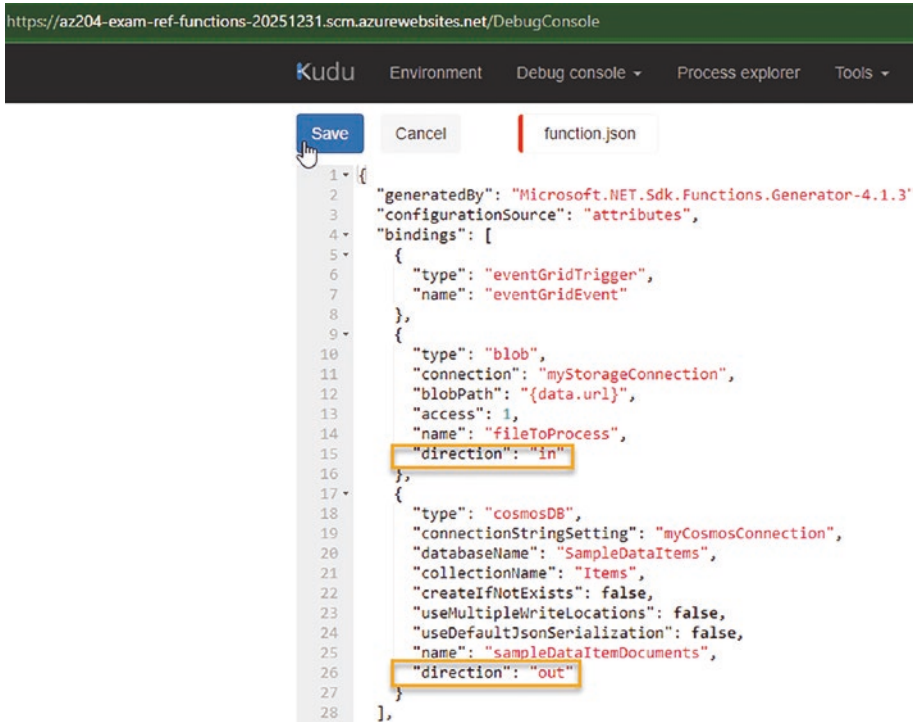 https://az204-exam-ref-functions-20251231.scm.azurewebsites.net/DebugConsole
Kudu Environment Debug console Process explorer Tools
Save Cancel function.json
1 {
2 "generatedBy": "Microsoft.NET.Sdk.Functions.Generator-4.1.3"
3 "configurationSource": "attributes",
4 "bindings": [
5 {
6 "type": "eventGridTrigger",
7 "name": "eventGridEvent"
8 },
9 {
10 "type": "blob",
11 "connection": "myStorageConnection",
12 "blobPath": "{data.url}",
13 "access": 1,
14 "name": "fileToProcess",
15 "direction": "in"
16 },
17 {
18 "type": "cosmosDB",
19 "connectionStringSetting": "myCosmosConnection",
20 "databaseName": "SampleDataItems",
21 "collectionName": "Items",
22 "createIfNotExists": false,
23 "useMultipleWriteLocations": false,
24 "useDefaultJsonSerialization": false,
25 "name": "sampleDataItemDocuments",
26 "direction": "out"
27 }
28 ],